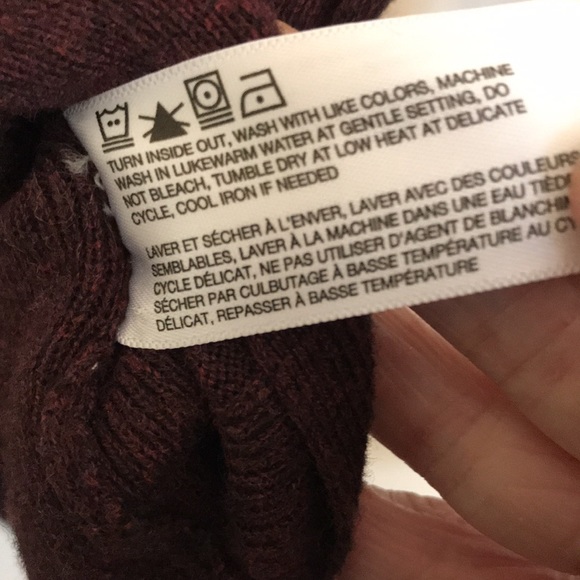 TURN INSIDE OUT, WASH WITH LIKE COLORS, MACHINE
WASH IN LUKEWARM WATER AT GENTLE SETTING, DO
NOT BLEACH, TUMBLE DRY AT LOW HEAT AT DELICATE
CYCLE, COOL IRON IF NEEDED
LAVER ET SÉCHER À L'ENVER, LAVER AVEC DES COULEURS
SEMBLABLES, LAVER À LA MACHINE DANS UNE EAU TIÈDE
CYCLE DÉLICAT, NE PAS UTILISER D'AGENT DE
SÉCHER PAR CULBUTAGE À BASSE TEMPÉRATURE AU
DÉLICAT, REPASSER À BASSE TEMPÉRATURE